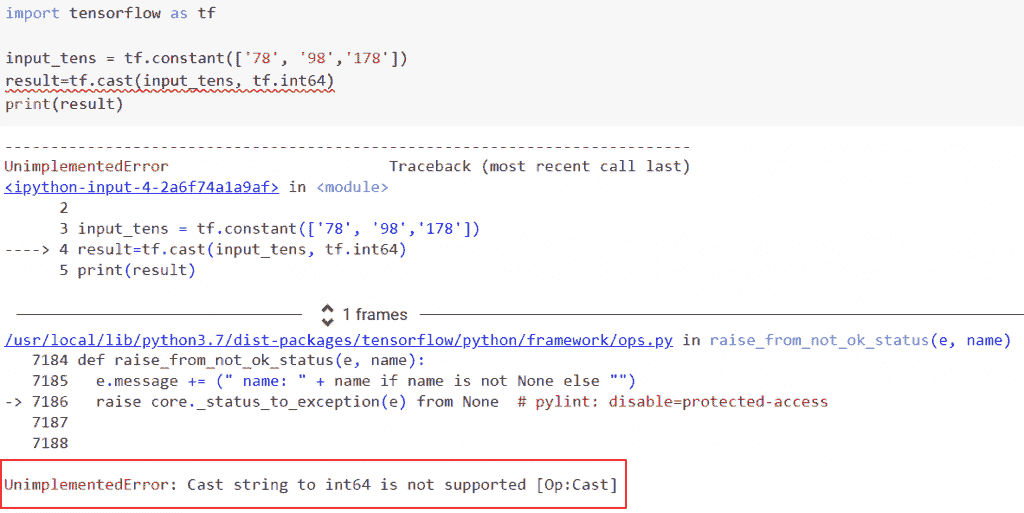 import tensorflow as tf
input_tens = tf.constant(['78', '98','178'])
result=tf.cast(input_tens, tf.int64)
print(result)
---------------------------------------------------------------------------
UnimplementedError                        Traceback (most recent call last)
<ipython-input-4-2a6f74a1a9af> in <module>
      2
      3 input_tens = tf.constant(['78', '98','178'])
----> 4 result=tf.cast(input_tens, tf.int64)
      5 print(result)
1 frames
/usr/local/lib/python3.7/dist-packages/tensorflow/python/framework/ops.py in raise_from_not_ok_status(e, name)
   7184 def raise_from_not_ok_status(e, name):
   7185   e.message += (" name: " + name if name is not None else "")
-> 7186   raise core._status_to_exception(e) from None  # pylint: disable=protected-access
   7187
   7188
UnimplementedError: Cast string to int64 is not supported [Op:Cast]